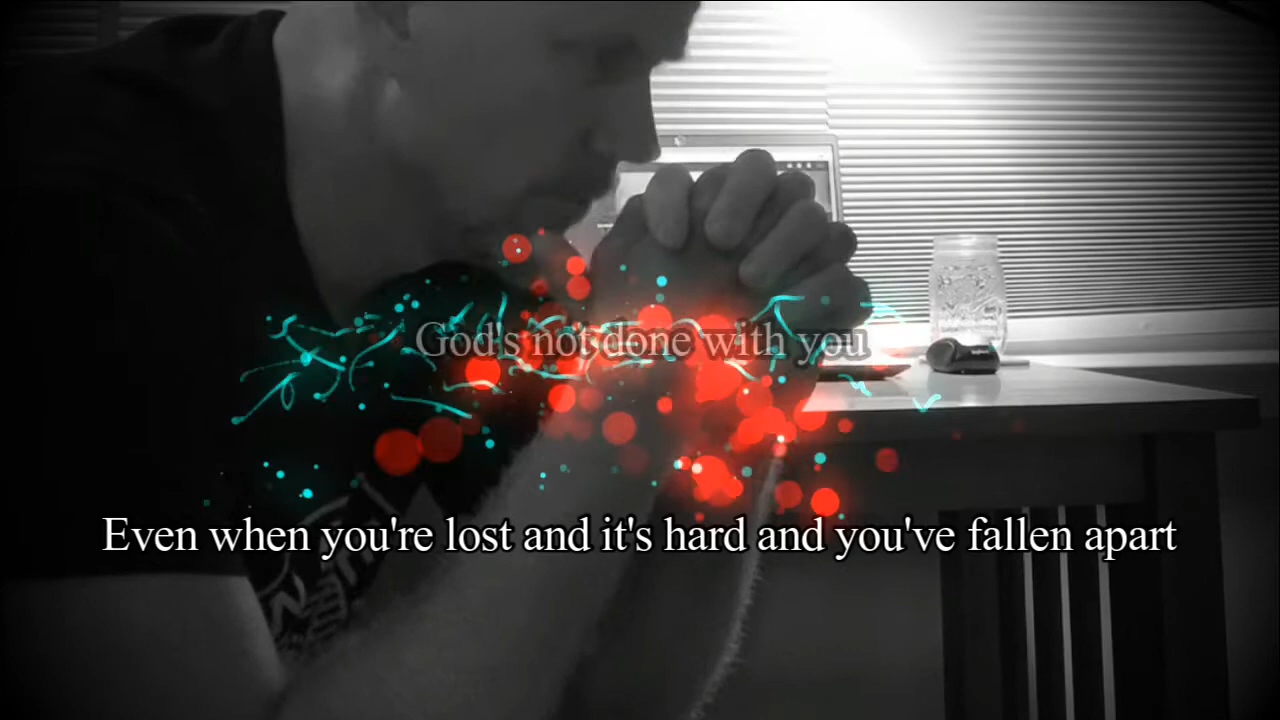 God's not done with you
Even when you're lost and it's hard and you've fallen apart